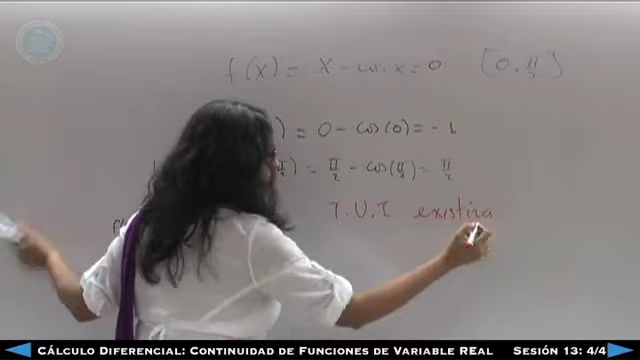 f(x) = x - cos x = 0 [0, π/2]
) = 0 - cos(0) = -1
) = π/2 - cos(π/2) = π/2
T.V.I existirá
CÁLCULO DIFERENCIAL: CONTINUIDAD DE FUNCIONES DE VARIABLE REAL SESIÓN 13: 4/4